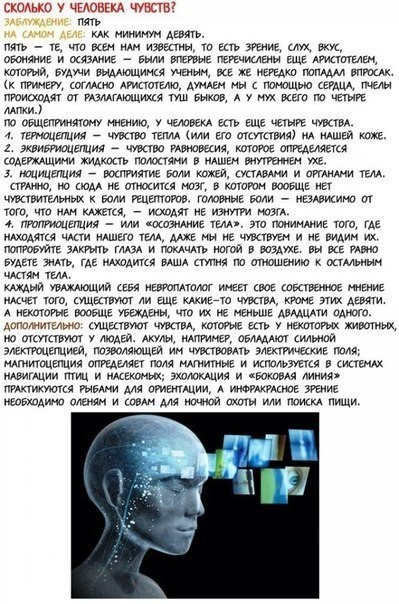 СКОЛЬКО У ЧЕЛОВЕКА ЧУВСТВ?
ЗАБЛУЖДЕНИЕ: ПЯТЬ
НА САМОМ ДЕЛЕ: КАК МИНИМУМ ДЕВЯТЬ.
ПЯТЬ – ТЕ, ЧТО ВСЕМ НАМ ИЗВЕСТНЫ, ТО ЕСТЬ ЗРЕНИЕ, СЛУХ, ВКУС,
ОБОНЯНИЕ И ОСЯЗАНИЕ – БЫЛИ ВПЕРВЫЕ ПЕРЕЧИСЛЕНЫ ЕЩЕ АРИСТОТЕЛЕМ,
КОТОРЫЙ, БУДУЧИ ВЫДАЮЩИМСЯ УЧЕНЫМ, ВСЕ ЖЕ НЕРЕДКО ПОПАДАЛ ВПРОСАК.
(К ПРИМЕРУ, СОГЛАСНО АРИСТОТЕЛЮ, ДУМАЕМ МЫ С ПОМОЩЬЮ СЕРДЦА, ПЧЕЛЫ
ПРОИСХОДЯТ ОТ РАЗЛАГАЮЩИХСЯ ТУШ БЫКОВ, А У МУХ ВСЕГО ПО ЧЕТЫРЕ
ЛАПКИ.)
ПО ОБЩЕПРИНЯТОМУ МНЕНИЮ, У ЧЕЛОВЕКА ЕСТЬ ЕЩЕ ЧЕТЫРЕ ЧУВСТВА.
1. ТЕРМОЦЕПЦИЯ – ЧУВСТВО ТЕПЛА (ИЛИ ЕГО ОТСУТСТВИЯ) НА НАШЕЙ КОЖЕ.
2. ЭКВИБРИОЦЕПЦИЯ – ЧУВСТВО РАВНОВЕСИЯ, КОТОРОЕ ОПРЕДЕЛЯЕТСЯ
СОДЕРЖАЩИМИ ЖИДКОСТЬ ПОЛОСТЯМИ В НАШЕМ ВНУТРЕННЕМ УХЕ.
3. НОЦИЦЕПЦИЯ – ВОСПРИЯТИЕ БОЛИ КОЖЕЙ, СУСТАВАМИ И ОРГАНАМИ ТЕЛА.
СТРАННО, НО СЮДА НЕ ОТНОСИТСЯ МОЗГ, В КОТОРОМ ВООБЩЕ НЕТ
ЧУВСТВИТЕЛЬНЫХ К БОЛИ РЕЦЕПТОРОВ. ГОЛОВНЫЕ БОЛИ – НЕЗАВИСИМО ОТ
ТОГО, ЧТО НАМ КАЖЕТСЯ, – ИСХОДЯТ НЕ ИЗНУТРИ МОЗГА.
4. ПРОПРИОЦЕПЦИЯ – ИЛИ «ОСОЗНАНИЕ ТЕЛА». ЭТО ПОНИМАНИЕ ТОГО, ГДЕ
НАХОДЯТСЯ ЧАСТИ НАШЕГО ТЕЛА, ДАЖЕ МЫ НЕ ЧУВСТВУЕМ И НЕ ВИДИМ ИХ.
ПОПРОБУЙТЕ ЗАКРЫТЬ ГЛАЗА И ПОКАЧАТЬ НОГОЙ В ВОЗДУХЕ. ВЫ ВСЕ РАВНО
БУДЕТЕ ЗНАТЬ, ГДЕ НАХОДИТСЯ ВАША СТУПНЯ ПО ОТНОШЕНИЮ К ОСТАЛЬНЫМ
ЧАСТЯМ ТЕЛА.
КАЖДЫЙ УВАЖАЮЩИЙ СЕБЯ НЕВРОПАТОЛОГ ИМЕЕТ СВОЕ СОБСТВЕННОЕ МНЕНИЕ
НАСЧЕТ ТОГО, СУЩЕСТВУЮТ ЛИ ЕЩЕ КАКИЕ-ТО ЧУВСТВА, КРОМЕ ЭТИХ ДЕВЯТИ.
А НЕКОТОРЫЕ ВООБЩЕ УБЕЖДЕНЫ, ЧТО ИХ НЕ МЕНЬШЕ ДВАДЦАТИ ОДНОГО.
ДОПОЛНИТЕЛЬНО: СУЩЕСТВУЮТ ЧУВСТВА, КОТОРЫЕ ЕСТЬ У НЕКОТОРЫХ ЖИВОТНЫХ,
НО ОТСУТСТВУЮТ У ЛЮДЕЙ. АКУЛЫ, НАПРИМЕР, ОБЛАДАЮТ СИЛЬНОЙ
ЭЛЕКТРОЦЕПЦИЕЙ, ПОЗВОЛЯЮЩЕЙ ИМ ЧУВСТВОВАТЬ ЭЛЕКТРИЧЕСКИЕ ПОЛЯ;
МАГНИТОЦЕПЦИЯ ОПРЕДЕЛЯЕТ ПОЛЯ МАГНИТНЫЕ И ИСПОЛЬЗУЕТСЯ В СИСТЕМАХ
НАВИГАЦИИ ПТИЦ И НАСЕКОМЫХ; ЭХОЛОКАЦИЯ И «БОКОВАЯ ЛИНИЯ»
ПРАКТИКУЮТСЯ РЫБАМИ ДЛЯ ОРИЕНТАЦИИ, А ИНФРАКРАСНОЕ ЗРЕНИЕ
НЕОБХОДИМО ОЛЕНЯМ И СОВАМ ДЛЯ НОЧНОЙ ОХОТЫ ИЛИ ПОИСКА ПИЩИ.